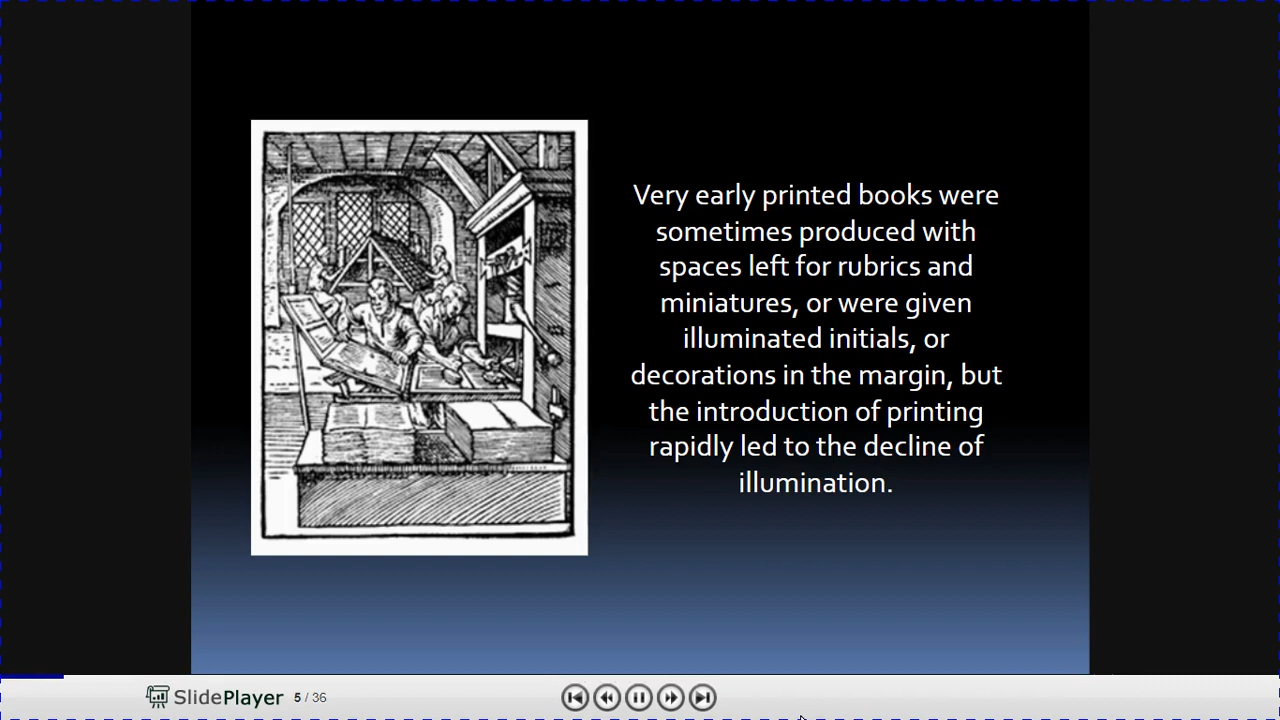 Very early printed books were
sometimes produced with
spaces left for rubrics and
miniatures, or were given
illuminated initials, or
decorations in the margin, but
the introduction of printing
rapidly led to the decline of
illumination.
SlidePlayer 5 / 36